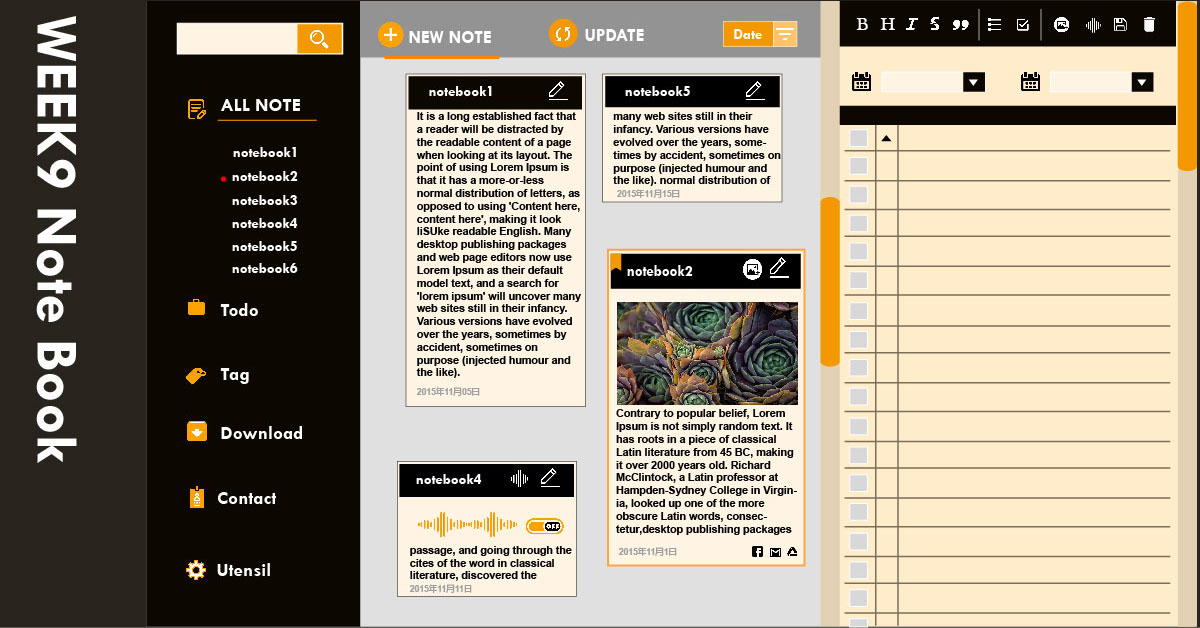 WEEK9 Note Book
ALL NOTE
notebook1
notebook2
notebook3
notebook4
notebook5
notebook6
Todo
Tag
Download
Contact
Utensil
NEW NOTE
UPDATE
Date
notebook1
It is a long established fact that
a reader will be distracted by
the readable content of a page
when looking at its layout. The
point of using Lorem Ipsum is
that it has a more-or-less
normal distribution of letters, as
opposed to using 'Content here,
content here', making it look
liSUke readable English. Many
desktop publishing packages
and web page editors now use
Lorem Ipsum as their default
model text, and a search for
'lorem ipsum' will uncover many
web sites still in their infancy.
Various versions have evolved
over the years, sometimes by
accident, sometimes on
purpose (injected humour and
the like).
2015年11月05日
notebook4
OFF
passage, and going through the
cites of the word in classical
literature, discovered the
2015年11月11日
notebook5
many web sites still in their
infancy. Various versions have
evolved over the years, some-
times by accident, sometimes on
purpose (injected humour and
the like). normal distribution of
2015年11月15日
notebook2
Contrary to popular belief, Lorem
Ipsum is not simply random text. It
has roots in a piece of classical
Latin literature from 45 BC, making
it over 2000 years old. Richard
McClintock, a Latin professor at
Hampden-Sydney College in Virgin-
ia, looked up one of the more
obscure Latin words, consec-
tetur,desktop publishing packages
2015年11月1日
B H I S